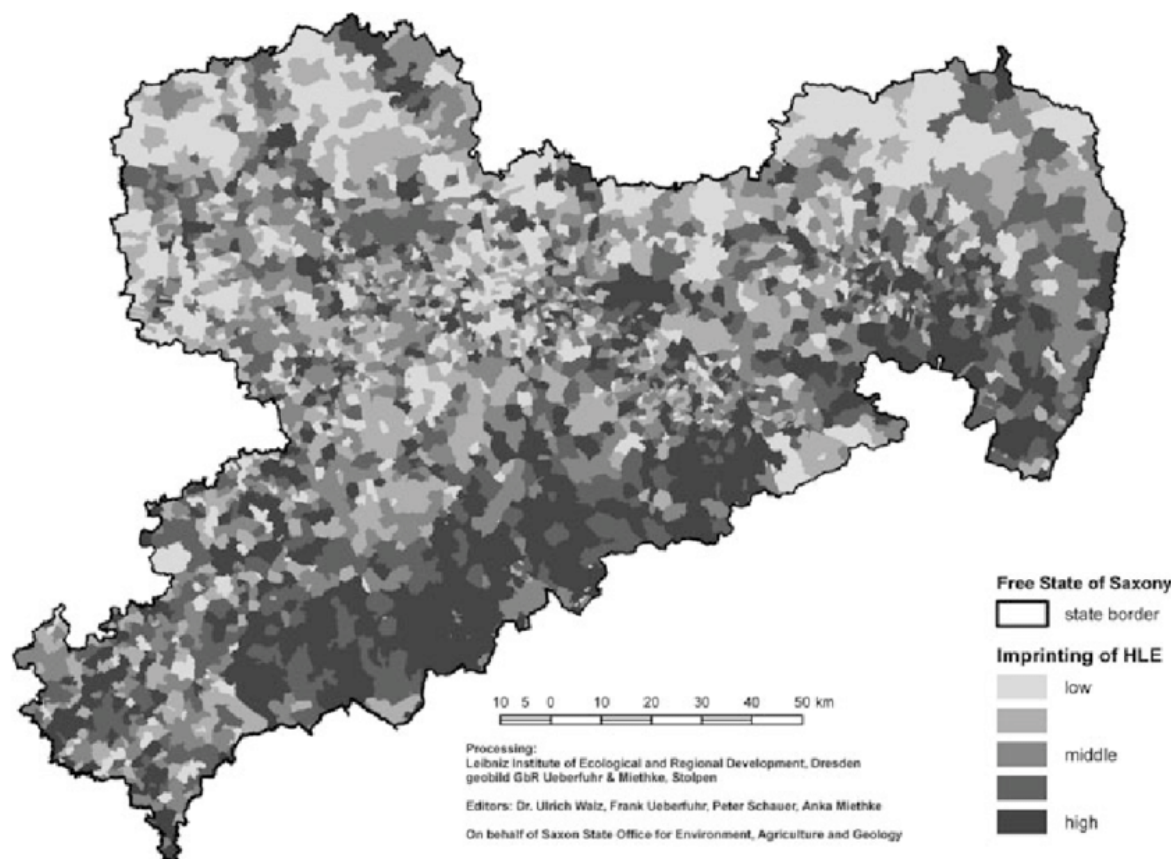 Free State of Saxony
state border
Imprinting of HLE
low
middle
high
10 5 0 10 20 30 40 50 km
Processing:
Leibniz Institute of Ecological and Regional Development, Dresden
geobild GbR Ueberfuhr & Miethke, Stolpen
Editors: Dr. Ulrich Walz, Frank Ueberfuhr, Peter Schauer, Anka Miethke
On behalf of Saxon State Office for Environment, Agriculture and Geology